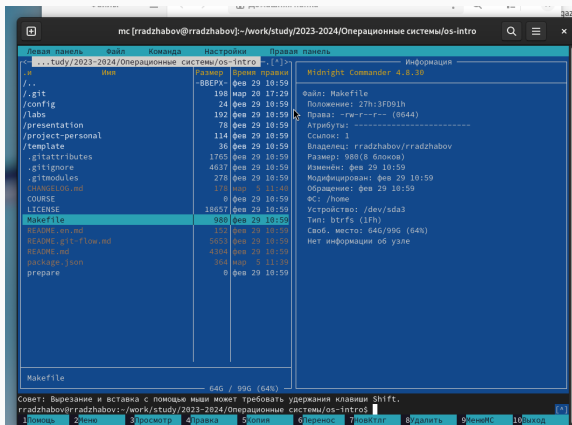 mc [rradzhabov@rradzhabov]:~/work/study/2023-2024/Операционные системы/os-intro
Левая панель Файл Команда Настройки Правая панель
<— ...tudy/2023-2024/Операционные системы/os-intro —.[^]>
.и Имя Размер Время правки
/.. -ВВЕРХ- фев 29 10:59
/.git 198 мар 20 17:29
/config 24 фев 29 10:59
/labs 192 фев 29 10:59
/presentation 78 фев 29 10:59
/project-personal 114 фев 29 10:59
/template 36 фев 29 10:59
.gitattributes 1765 фев 29 10:59
.gitignore 4637 фев 29 10:59
.gitmodules 278 фев 29 10:59
CHANGELOG.md 178 мар 5 11:40
COURSE 0 фев 29 10:59
LICENSE 18657 фев 29 10:59
Makefile 980 фев 29 10:59
README.en.md 152 фев 29 10:59
README.git-flow.md 5653 фев 29 10:59
README.md 4304 фев 29 10:59
package.json 364 мар 5 11:39
prepare 0 фев 29 10:59
Makefile
64G / 99G (64%)
Информация
Midnight Commander 4.8.30
Файл: Makefile
Положение: 27h:3FD91h
Права: -rw-r--r-- (0644)
Атрибуты: ------------------------
Ссылок: 1
Владелец: rradzhabov/rradzhabov
Размер: 980(8 блоков)
Изменён: фев 29 10:59
Модифицирован: фев 29 10:59
Обращение: фев 29 10:59
ФС: /home
Устройство: /dev/sda3
Тип: btrfs (1Fh)
Своб. место: 64G/99G (64%)
Нет информации об узле
Совет: Вырезание и вставка с помощью мыши может требовать удержания клавиши Shift.
rradzhabov@rradzhabov:~/work/study/2023-2024/Операционные системы/os-intro$ [^]
1Помощь 2Меню 3Просмотр 4Правка 5Копия 6Перенос 7НовКтлг 8Удалить 9МенюMC 10Выход